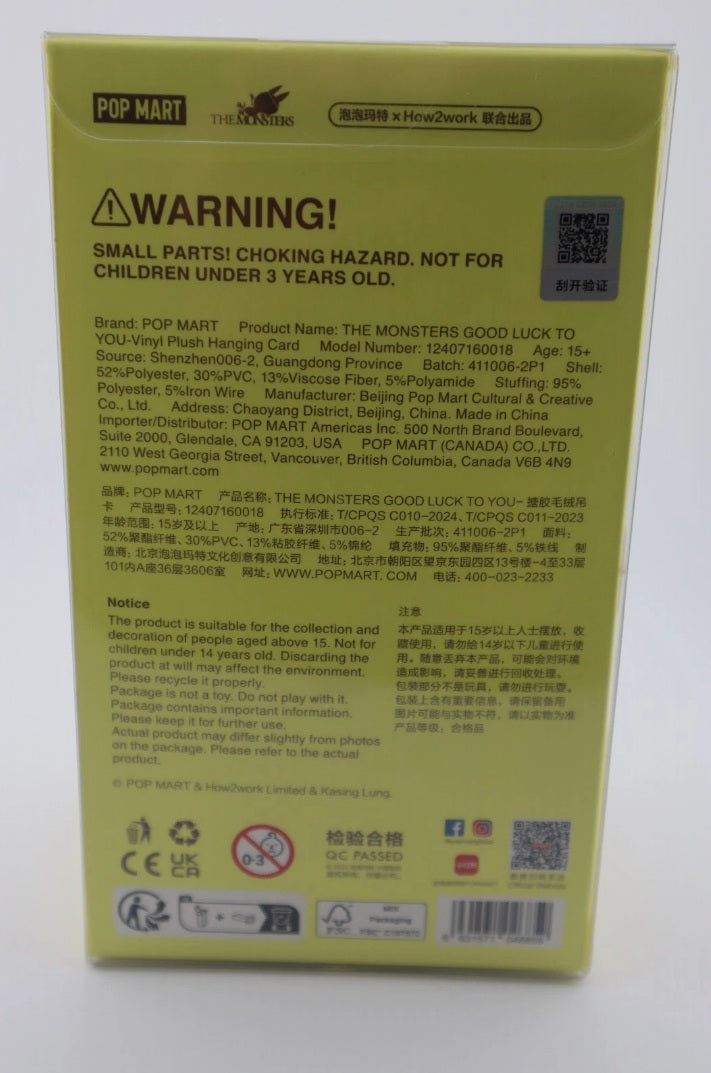 POP MART
THE MONSTERS
泡泡玛特 × How2work 联合出品
WARNING!
SMALL PARTS! CHOKING HAZARD. NOT FOR
CHILDREN UNDER 3 YEARS OLD.
刮开验证
Brand: POP MART Product Name: THE MONSTERS GOOD LUCK TO
YOU-Vinyl Plush Hanging Card Model Number: 12407160018 Age: 15+
Source: Shenzhen006-2, Guangdong Province Batch: 411006-2P1 Shell:
52%Polyester, 30%PVC, 13%Viscose Fiber, 5%Polyamide Stuffing: 95%
Polyester, 5%Iron Wire Manufacturer: Beijing Pop Mart Cultural & Creative
Co., Ltd. Address: Chaoyang District, Beijing, China. Made in China
Importer/Distributor: POP MART Americas Inc. 500 North Brand Boulevard,
Suite 2000, Glendale, CA 91203, USA POP MART (CANADA) CO.,LTD.
2110 West Georgia Street, Vancouver, British Columbia, Canada V6B 4N9
www.popmart.com
品牌: POP MART 产品名称: THE MONSTERS GOOD LUCK TO YOU- 搪胶毛绒吊
卡 产品型号: 12407160018 执行标准: T/CPQS C010-2024、T/CPQS C011-2023
年龄范围: 15岁及以上 产地: 广东省深圳市006-2 生产批次: 411006-2P1 面料:
52%聚酯纤维、30%PVC、13%粘胶纤维、5%锦纶 填充物: 95%聚酯纤维、5%铁线 制
造商: 北京泡泡玛特文化创意有限公司 地址: 北京市朝阳区望京东园四区13号楼-4至33层
101内A座36层3606室 网址: WWW.POPMART. COM 电话: 400-023-2233
Notice
The product is suitable for the collection and
decoration of people aged above 15. Not for
children under 14 years old. Discarding the
product at will may affect the environment.
Please recycle it properly.
Package is not a toy. Do not play with it.
Package contains important information.
Please keep it for further use.
Actual product may differ slightly from photos
on the package. Please refer to the actual
product.
注意
本产品适用于15岁以上人士摆放，收
藏使用，请勿给14岁以下儿童进行使
用。随意丢弃本产品，可能会对环境
造成影响，请妥善进行回收处理。
包装部分不是玩具，请勿进行玩耍。
包装上含有重要信息，请保留备用
图片可能与实物不符，请以实物为准
产品等级：合格品
© POP MART & How2work Limited & Kasing Lung.
CE
UK
CA
0-3
检验合格
QC PASSED
FSC
MIX
Packaging